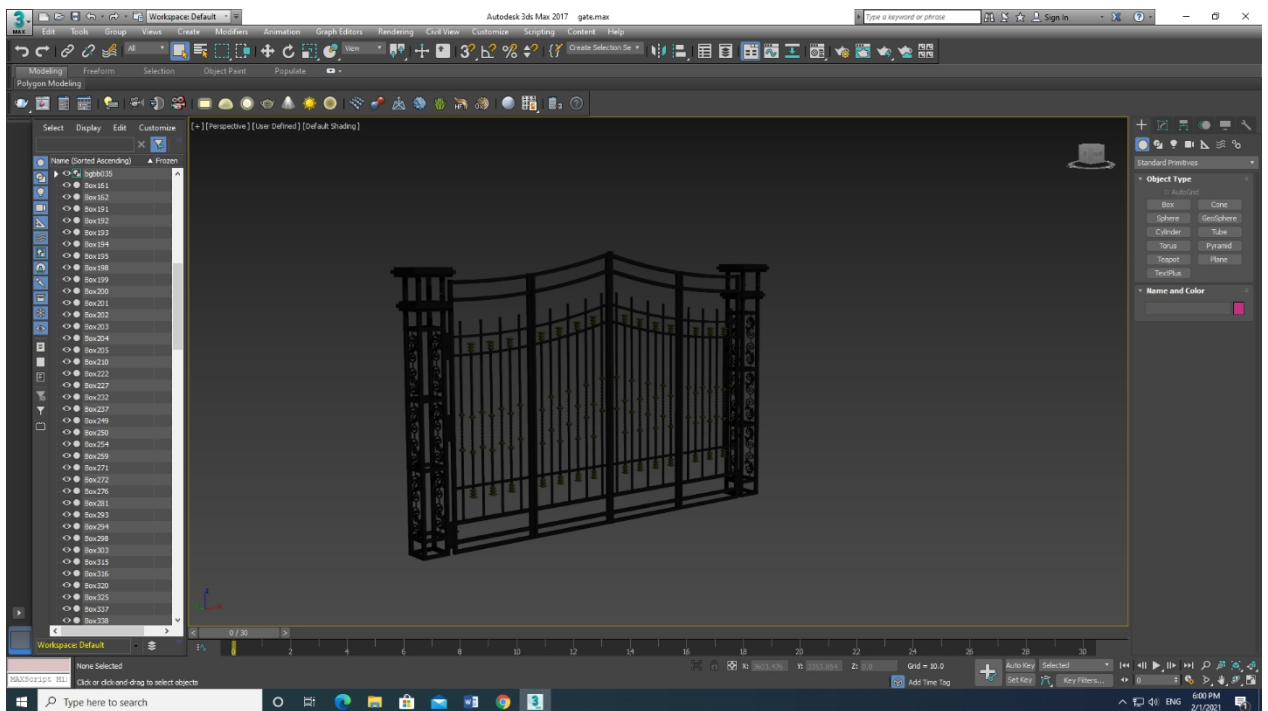 Workspace: Default
Autodesk 3ds Max 2017 gate.max
Type a keyword or phrase
Sign In
MAX
Edit Tools Group Views Create Modifiers Animation Graph Editors Rendering Civil View Customize Scripting Content Help
All
View
Create Selection Se
Modeling Freeform Selection Object Paint Populate
Polygon Modeling
Select Display Edit Customize
[+] [Perspective] [User Defined] [Default Shading]
Name (Sorted Ascending) ▲ Frozen
bgbb035
Box161
Box162
Box191
Box192
Box193
Box194
Box195
Box198
Box199
Box200
Box201
Box202
Box203
Box204
Box205
Box210
Box222
Box227
Box232
Box237
Box249
Box250
Box254
Box259
Box271
Box272
Box276
Box281
Box293
Box294
Box298
Box303
Box315
Box316
Box320
Box325
Box337
Box338
Standard Primitives
Object Type
AutoGrid
Box Cone
Sphere GeoSphere
Cylinder Tube
Torus Pyramid
Teapot Plane
TextPlus
Name and Color
0 / 30
Workspace: Default
0 2 4 6 8 10 12 14 16 18 20 22 24 26 28 30
None Selected
X: 3603.436 Y: 3353.854 Z: 0.0
Grid = 10.0
Auto Key Selected
MAXScript Mi
Click or click-and-drag to select objects
Add Time Tag
Set Key Key Filters...
0
Type here to search
ENG
6:00 PM
2/1/2021